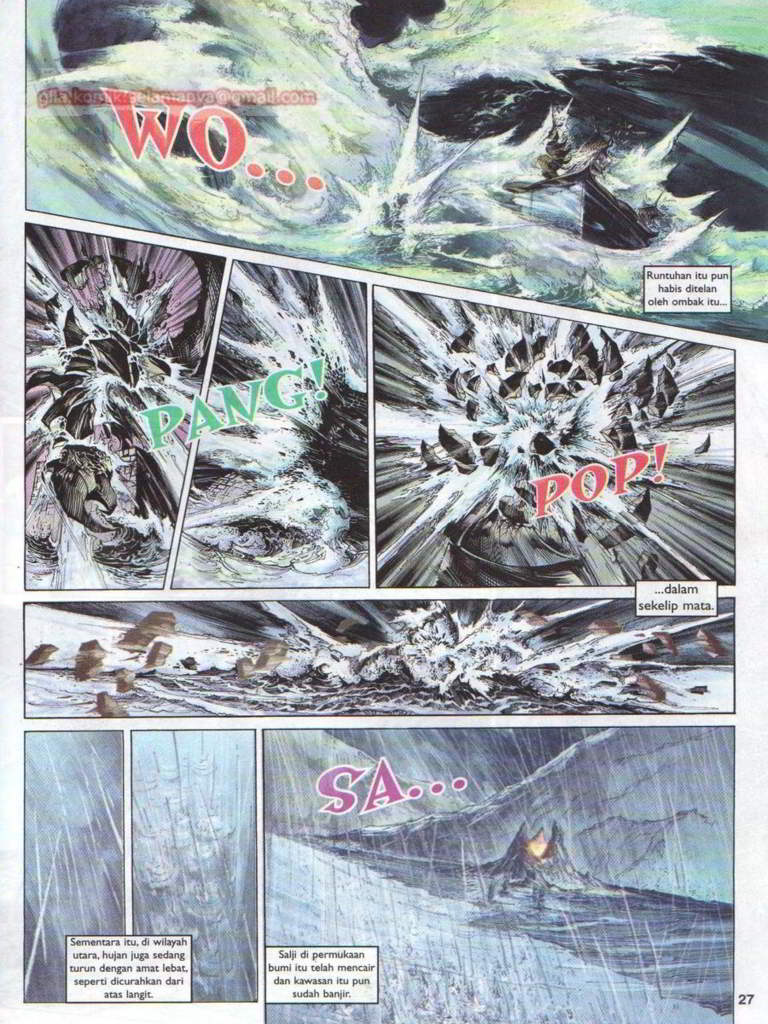 WO...
Runtuhan itu pun
habis ditelan
oleh ombak itu...
PANG!
POP!
...dalam
sekelip mata.
SA...
Sementara itu, di wilayah
utara, hujan juga sedang
turun dengan amat lebat,
seperti dicurahkan dari
atas langit.
Salji di permukaan
bumi itu telah mencair
dan kawasan itu pun
sudah banjir.
27